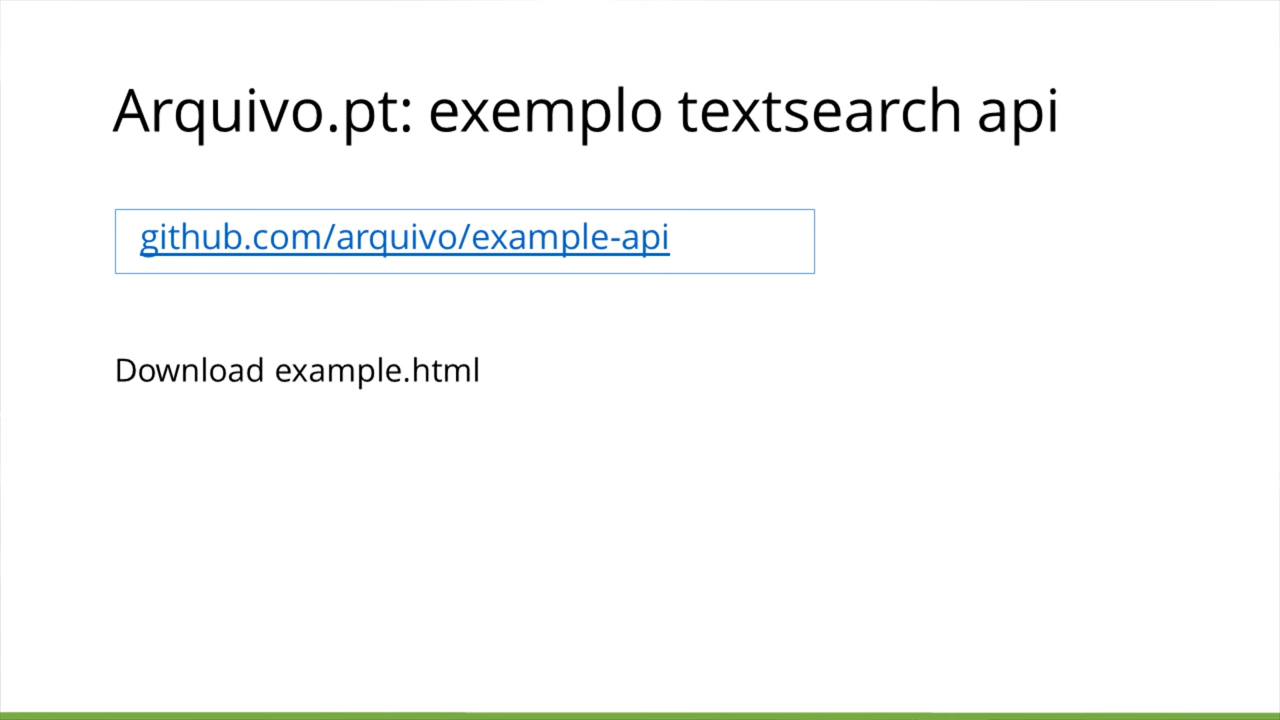 Arquivo.pt: exemplo textsearch api
github.com/arquivo/example-api
Download example.html